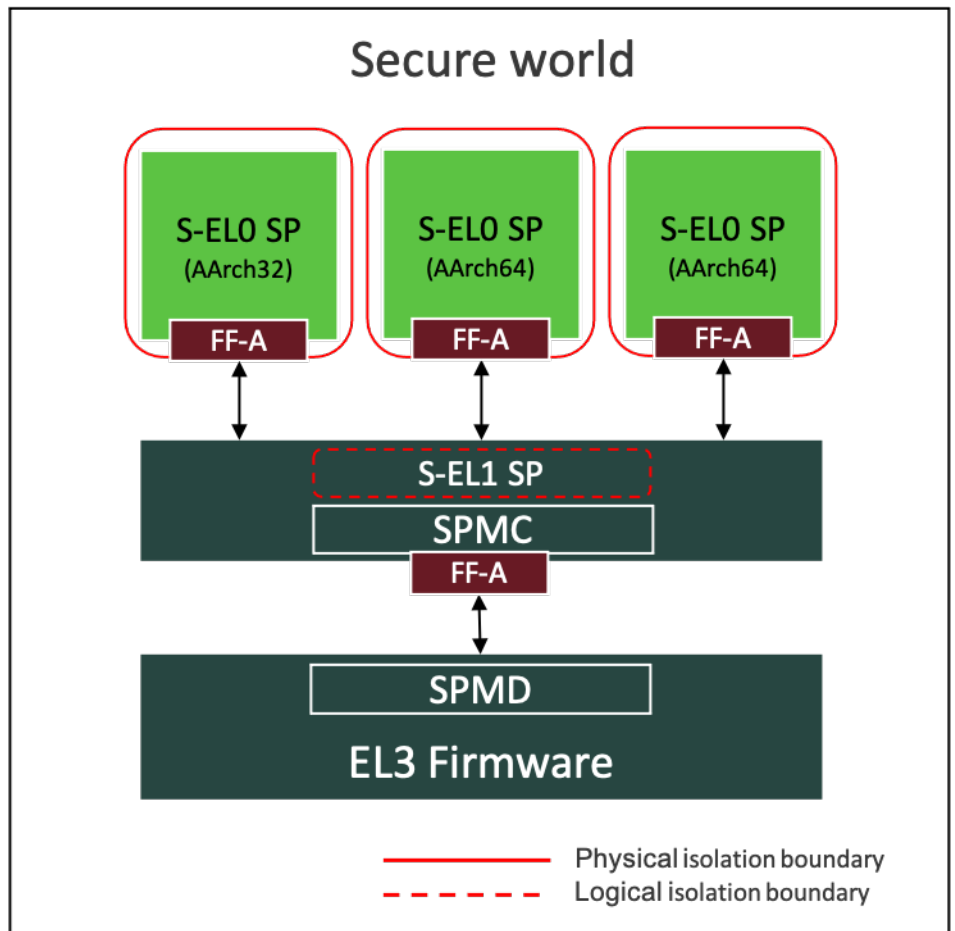 Secure world
S-EL0 SP
(AArch32)
S-EL0 SP
(AArch64)
S-EL0 SP
(AArch64)
FF-A
FF-A
FF-A
S-EL1 SP
SPMC
FF-A
SPMD
EL3 Firmware
Physical isolation boundary
Logical isolation boundary